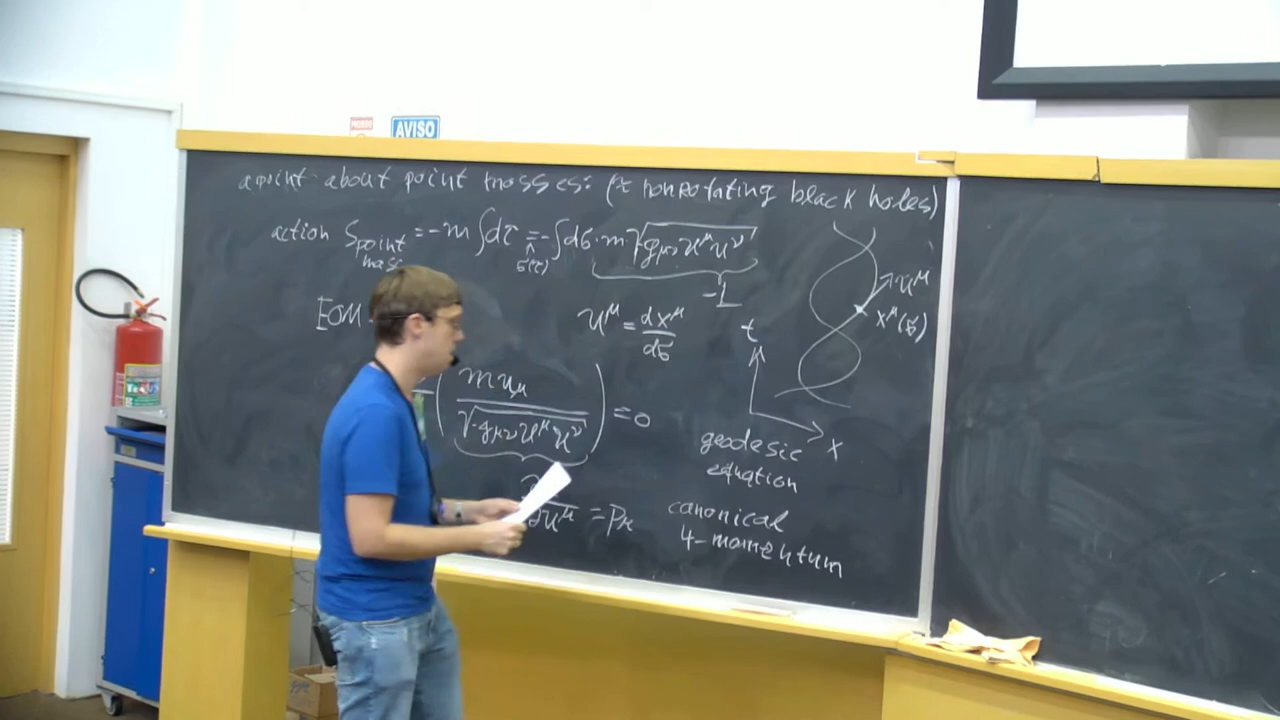 AVISO
a point about point masses: (≈ nonrotating black holes)
action S_point mass = -m ∫dτ = -∫dσ · m √g_μν u^μ u^ν
σ(τ)
-1
EOM
u^μ = dx^μ/dσ
(m u_μ / √-g_μν u^μ u^ν) = 0
∂u^μ = p_μ
t
x
u^μ
x^μ(σ)
geodesic
equation
canonical
4-momentum